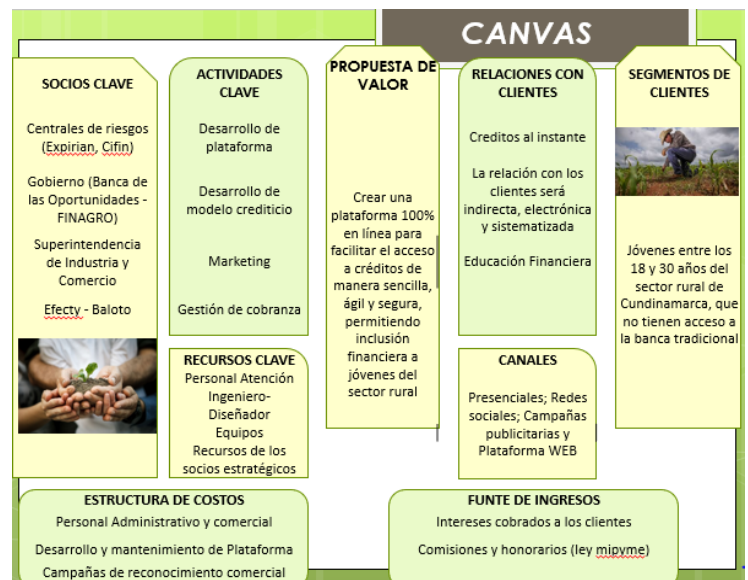 CANVAS
SOCIOS CLAVE
Centrales de riesgos
(Expirian, Cifin)
Gobierno (Banca de
las Oportunidades -
FINAGRO)
Superintendencia
de Industria y
Comercio
Efecty - Baloto
ACTIVIDADES
CLAVE
Desarrollo de
plataforma
Desarrollo de
modelo crediticio
Marketing
Gestión de cobranza
RECURSOS CLAVE
Personal Atención
Ingeniero-
Diseñador
Equipos
Recursos de los
socios estratégicos
PROPUESTA DE
VALOR
Crear una
plataforma 100%
en línea para
facilitar el acceso
a créditos de
manera sencilla,
ágil y segura,
permitiendo
inclusión
financiera a
jóvenes del
sector rural
RELACIONES CON
CLIENTES
Creditos al instante
La relación con los
clientes será
indirecta, electrónica
y sistematizada
Educación Financiera
CANALES
Presenciales; Redes
sociales; Campañas
publicitarias y
Plataforma WEB
SEGMENTOS DE
CLIENTES
Jóvenes entre los
18 y 30 años del
sector rural de
Cundinamarca, que
no tienen acceso a
la banca tradicional
ESTRUCTURA DE COSTOS
Personal Administrativo y comercial
Desarrollo y mantenimiento de Plataforma
Campañas de reconocimiento comercial
FUNTE DE INGRESOS
Intereses cobrados a los clientes
Comisiones y honorarios (ley mipyme)